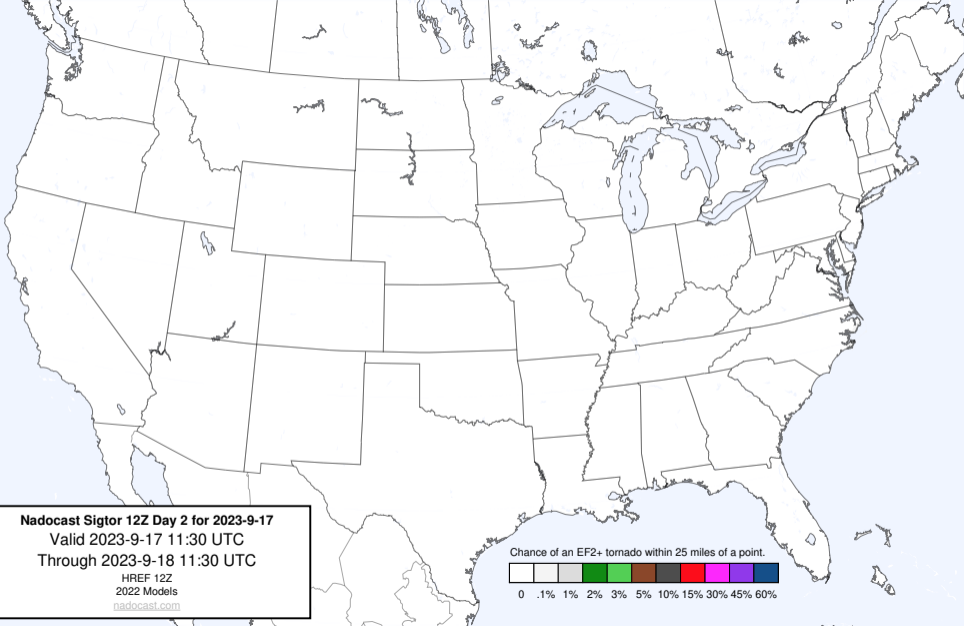 Nadocast Sigtor 12Z Day 2 for 2023-9-17
Valid 2023-9-17 11:30 UTC
Through 2023-9-18 11:30 UTC
HREF 12Z
2022 Models
nadocast.com
Chance of an EF2+ tornado within 25 miles of a point.
0 .1% 1% 2% 3% 5% 10% 15% 30% 45% 60%